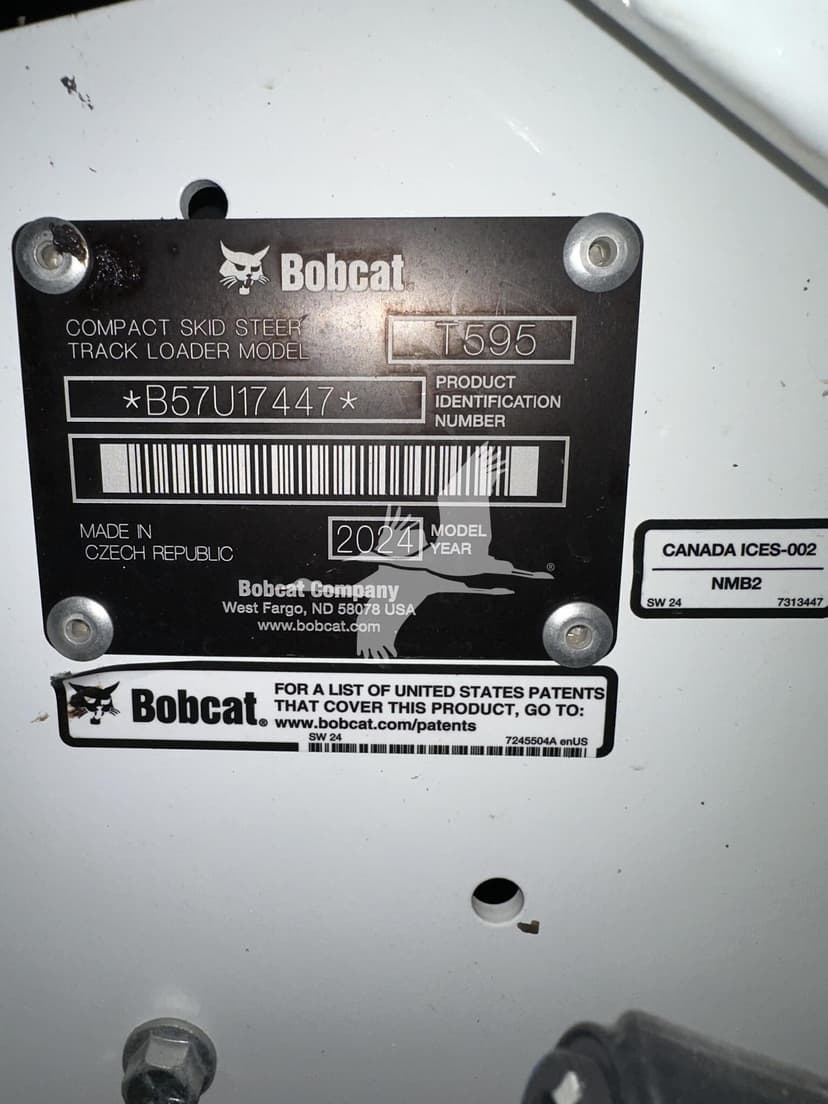 Bobcat
COMPACT SKID STEER
TRACK LOADER MODEL
T595
*B57U17447*
PRODUCT
IDENTIFICATION
NUMBER
MADE IN
CZECH REPUBLIC
2024
MODEL
YEAR
®
Bobcat Company
West Fargo, ND 58078 USA
www.bobcat.com
CANADA ICES-002
NMB2
SW 24 7313447
Bobcat®
FOR A LIST OF UNITED STATES PATENTS
THAT COVER THIS PRODUCT, GO TO:
www.bobcat.com/patents
SW 24 7245504A enUS